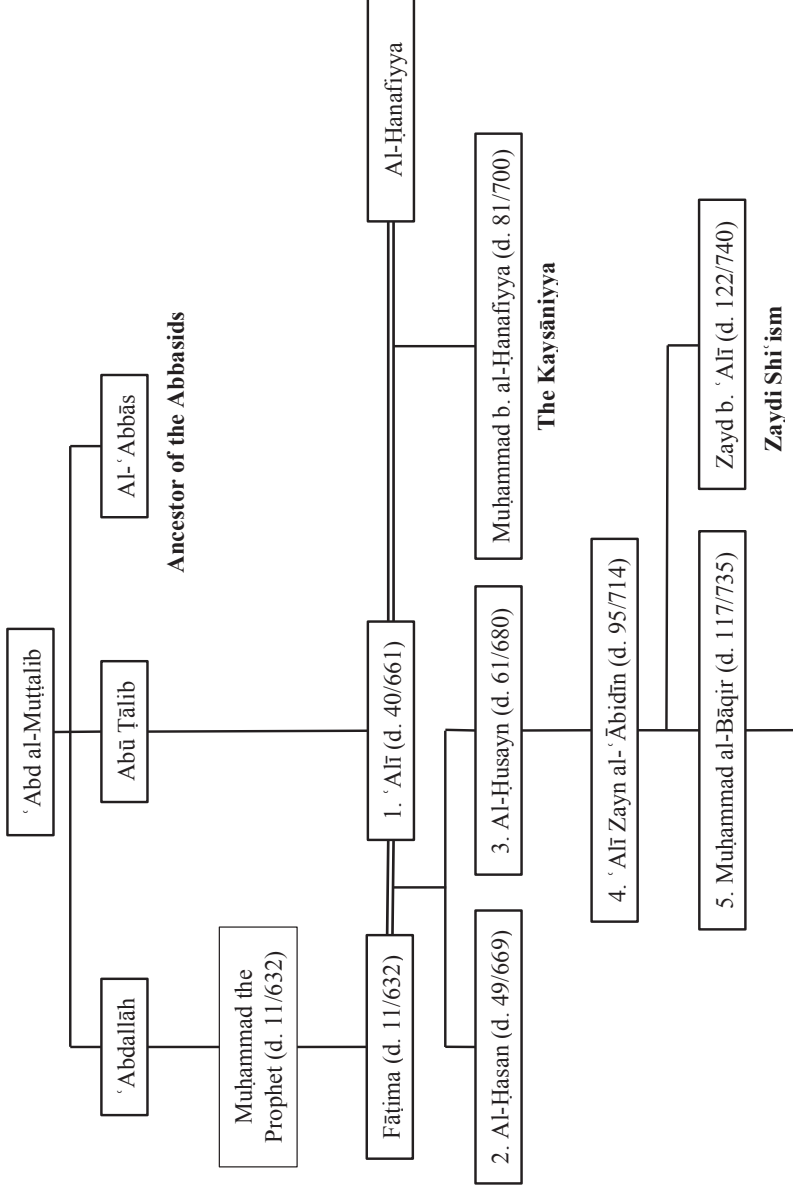 ʿAbd al-Muṭṭalib
ʿAbdallāh
Abū Ṭālib
Al-ʿAbbās
Ancestor of the Abbasids
Muḥammad the
Prophet (d. 11/632)
Fāṭima (d. 11/632)
1. ʿAlī (d. 40/661)
Al-Ḥanafiyya
2. Al-Ḥasan (d. 49/669)
3. Al-Ḥusayn (d. 61/680)
Muḥammad b. al-Ḥanafiyya (d. 81/700)
The Kaysāniyya
4. ʿAlī Zayn al-ʿĀbidīn (d. 95/714)
5. Muḥammad al-Bāqir (d. 117/735)
Zayd b. ʿAlī (d. 122/740)
Zaydi Shiʿism